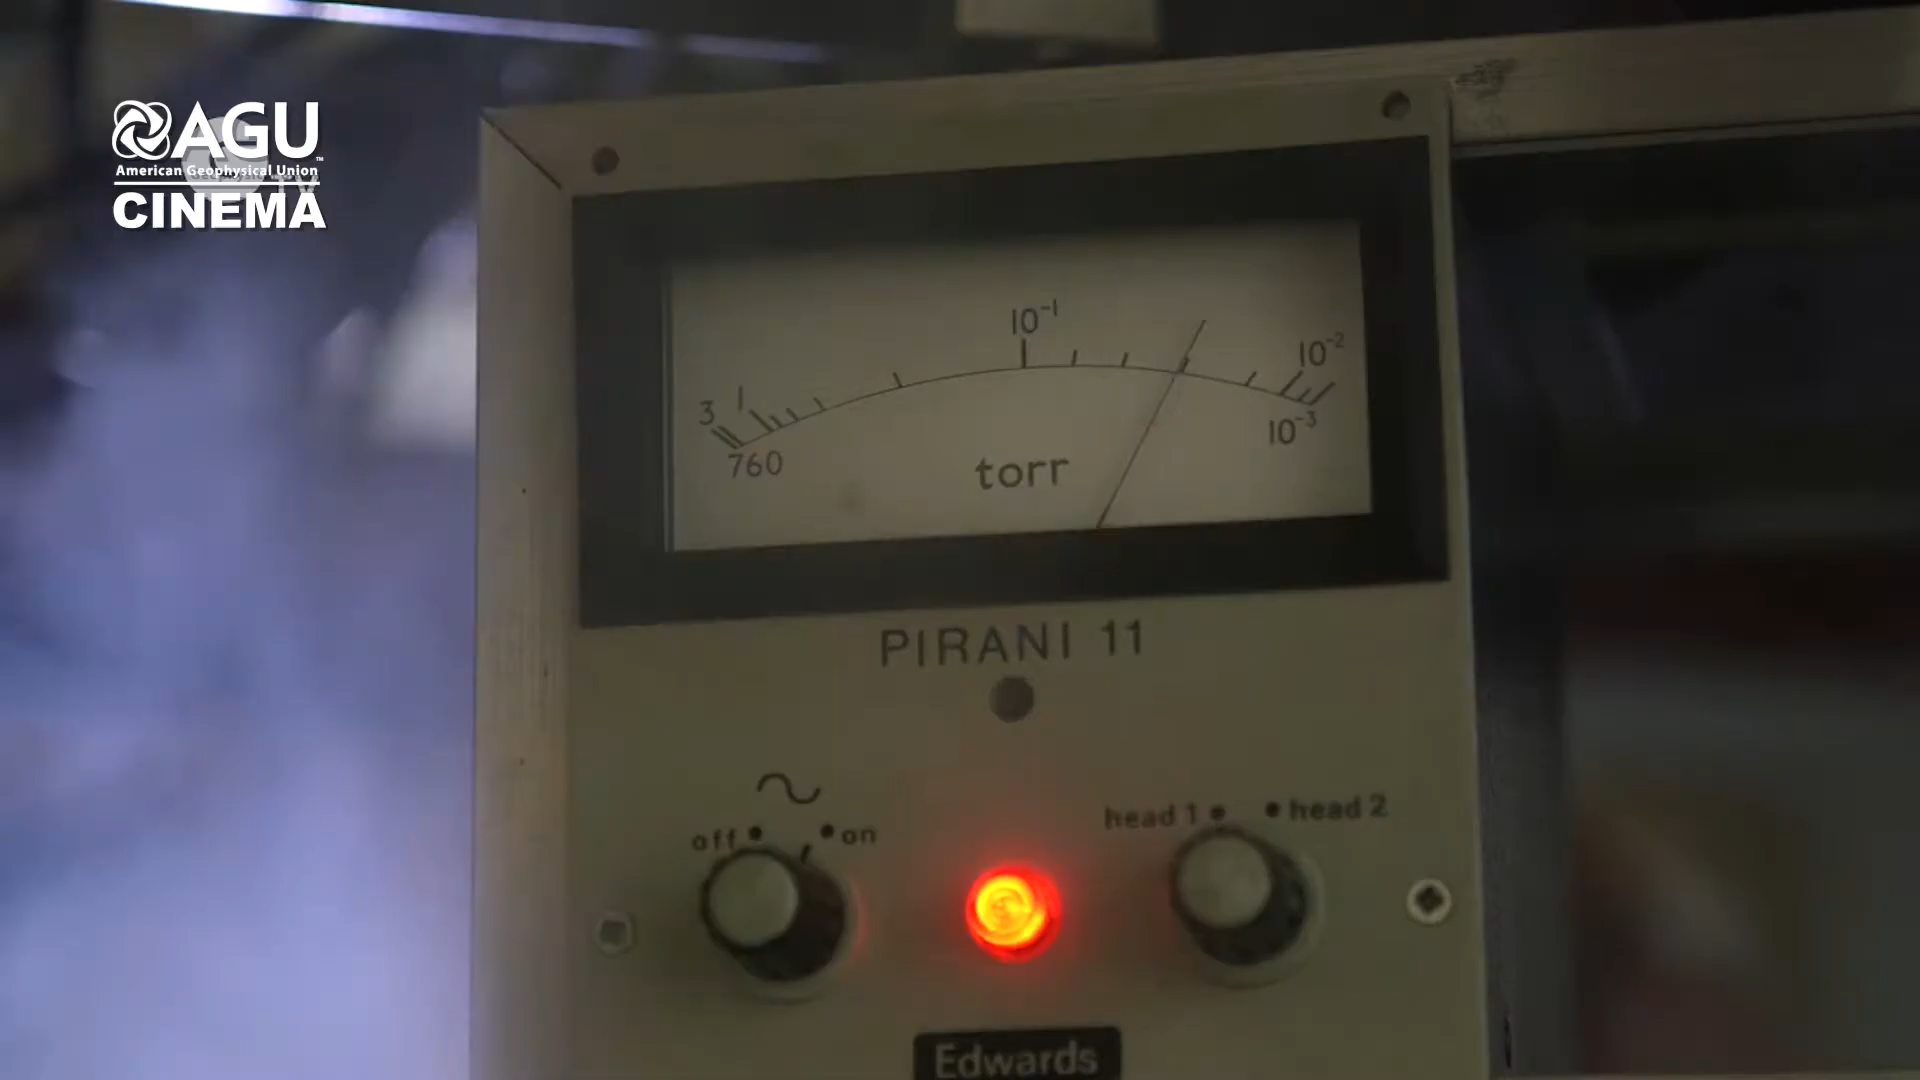 AGU
American Geophysical Union
CINEMA
10⁻¹
10⁻²
3 1
10⁻³
760
torr
PIRANI 11
off on
head 1 head 2
Edwards